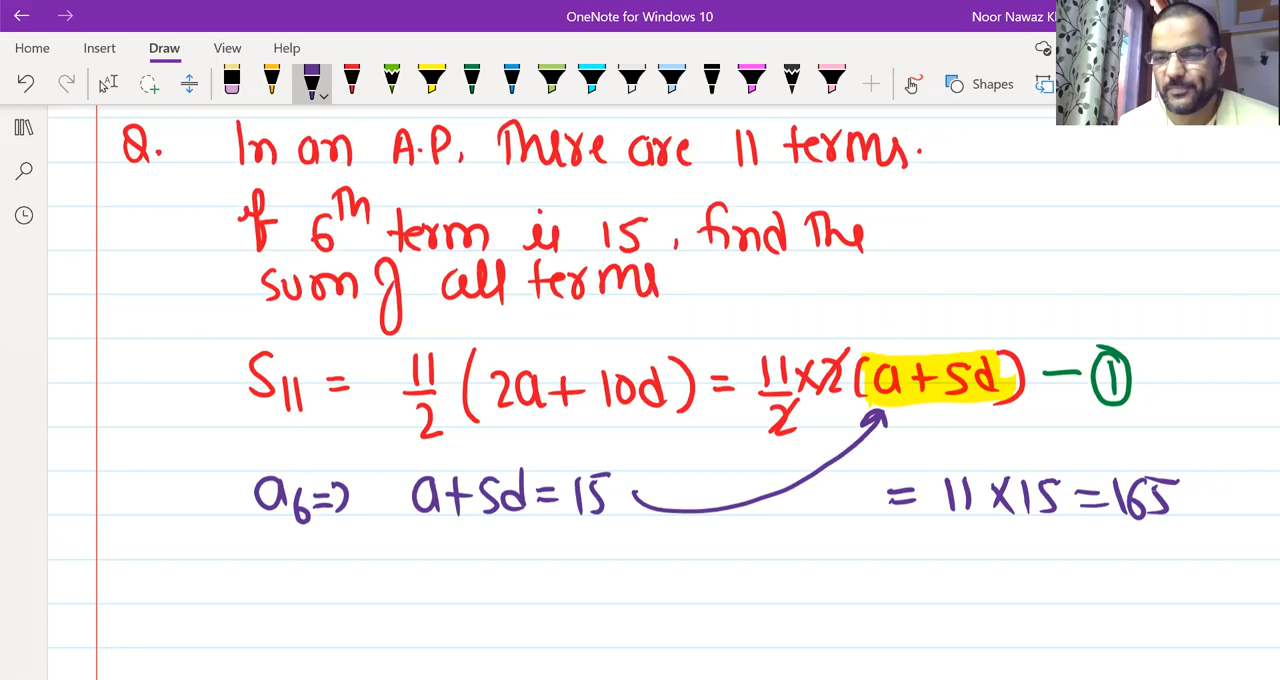 OneNote for Windows 10
Noor Nawaz K
Home Insert Draw View Help
Shapes
Q. In an A.P. There are 11 terms.
if 6th term is 15, find the
sum of all terms
S11 = 11/2 (2a + 10d) = 11/2 × 2 (a + 5d) — ①
a6 ⇒ a + 5d = 15 = 11 × 15 = 165